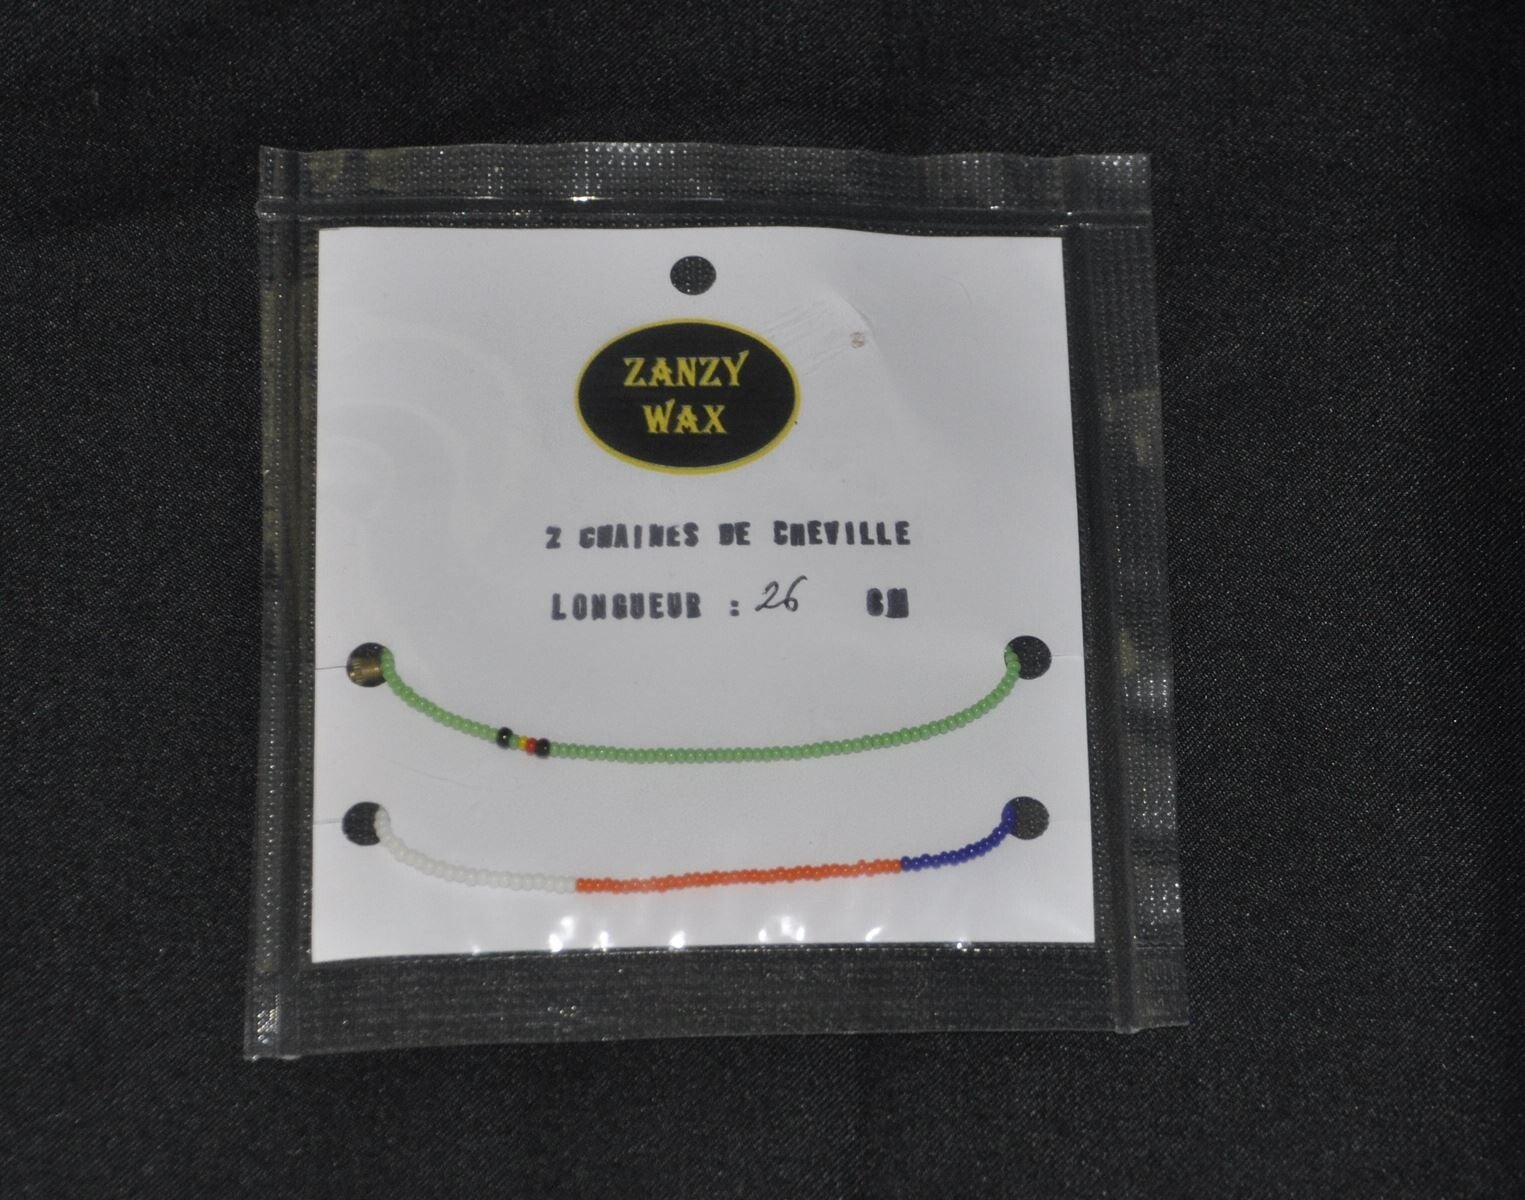 ZANZY
WAX
2 CHAINES DE CHEVILLE
LONGUEUR : 26 CM